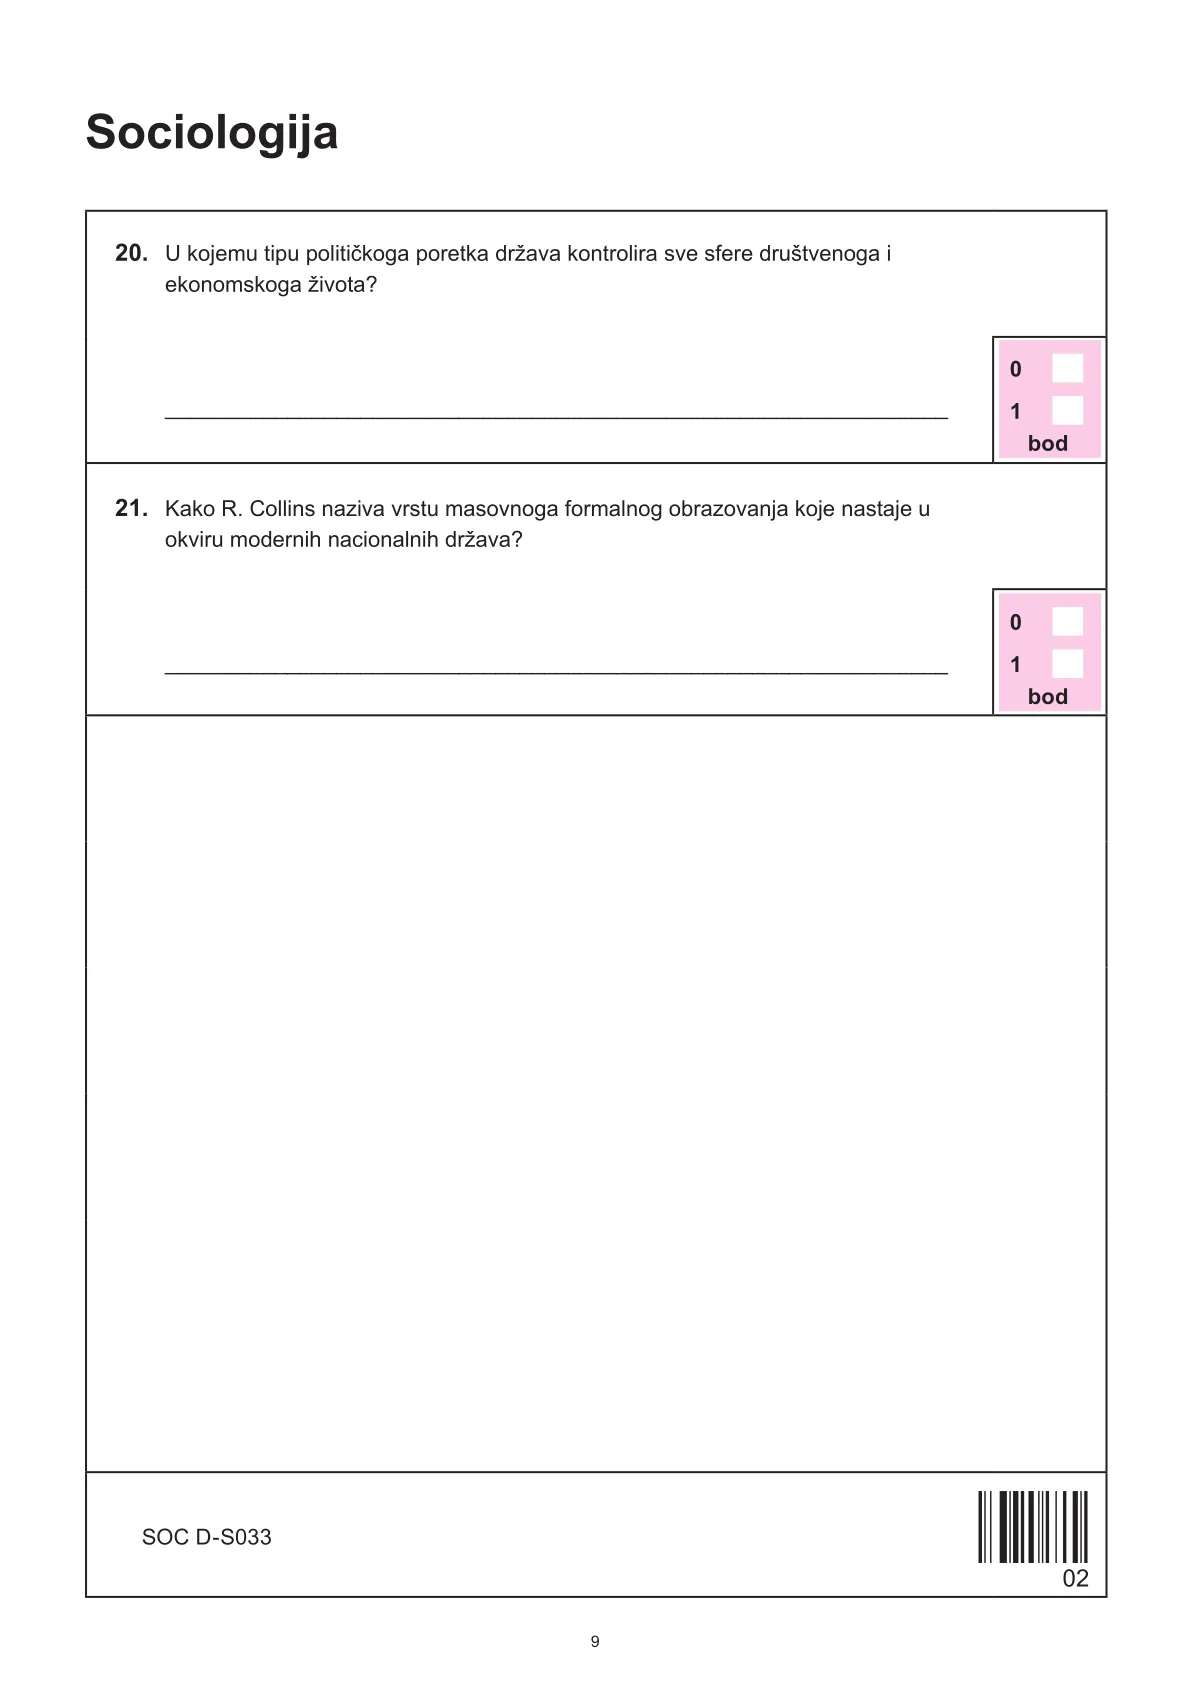 Sociologija
20. U kojemu tipu političkoga poretka država kontrolira sve sfere društvenoga i
ekonomskoga života?
0
1
bod
21. Kako R. Collins naziva vrstu masovnoga formalnog obrazovanja koje nastaje u
okviru modernih nacionalnih država?
0
1
bod
SOC D-S033
02
9